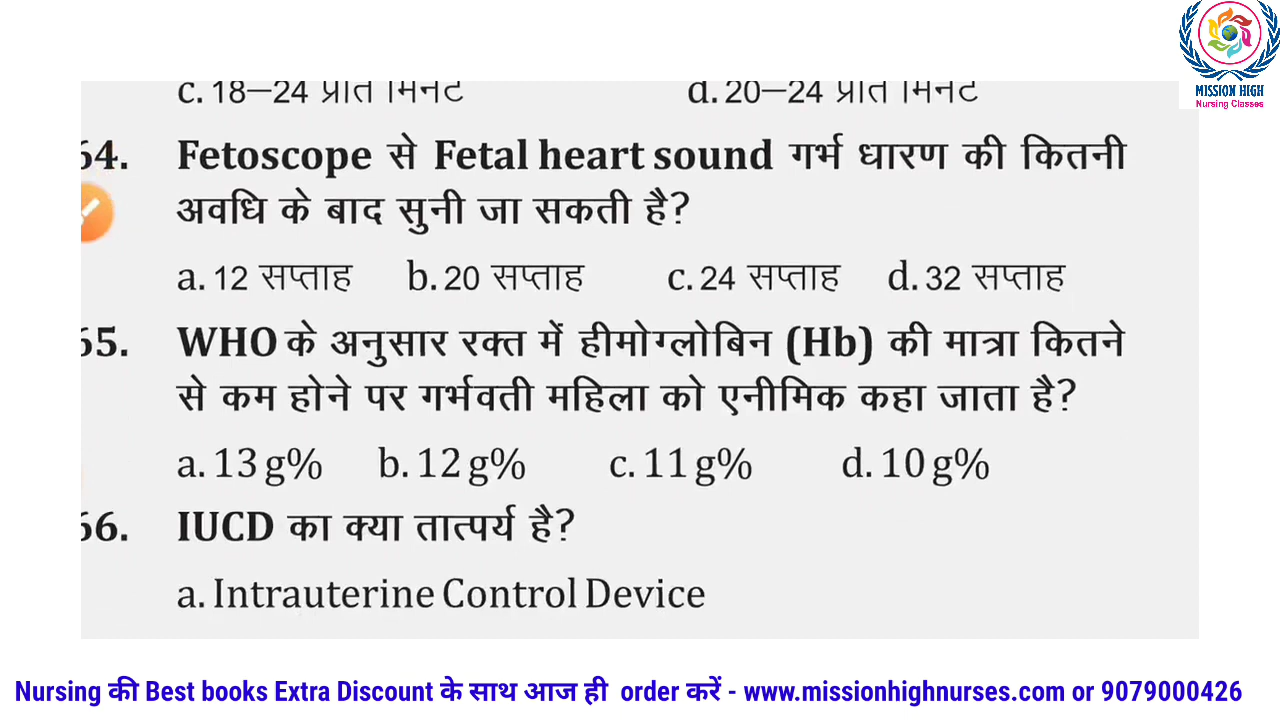 MISSION HIGH
Nursing Classes
c. 18–24 प्रति मिनट d. 20–24 प्रति मिनट
64. Fetoscope से Fetal heart sound गर्भ धारण की कितनी
अवधि के बाद सुनी जा सकती है?
a. 12 सप्ताह b. 20 सप्ताह c. 24 सप्ताह d. 32 सप्ताह
65. WHO के अनुसार रक्त में हीमोग्लोबिन (Hb) की मात्रा कितने
से कम होने पर गर्भवती महिला को एनीमिक कहा जाता है?
a. 13 g% b. 12 g% c. 11 g% d. 10 g%
66. IUCD का क्या तात्पर्य है?
a. Intrauterine Control Device
Nursing की Best books Extra Discount के साथ आज ही order करें - www.missionhighnurses.com or 9079000426